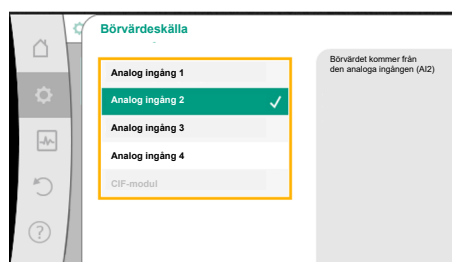 Börvärdeskälla
Analog ingång 1
Analog ingång 2
Analog ingång 3
Analog ingång 4
CIF-modul
Börvärdet kommer från
den analoga ingången (AI2)
?